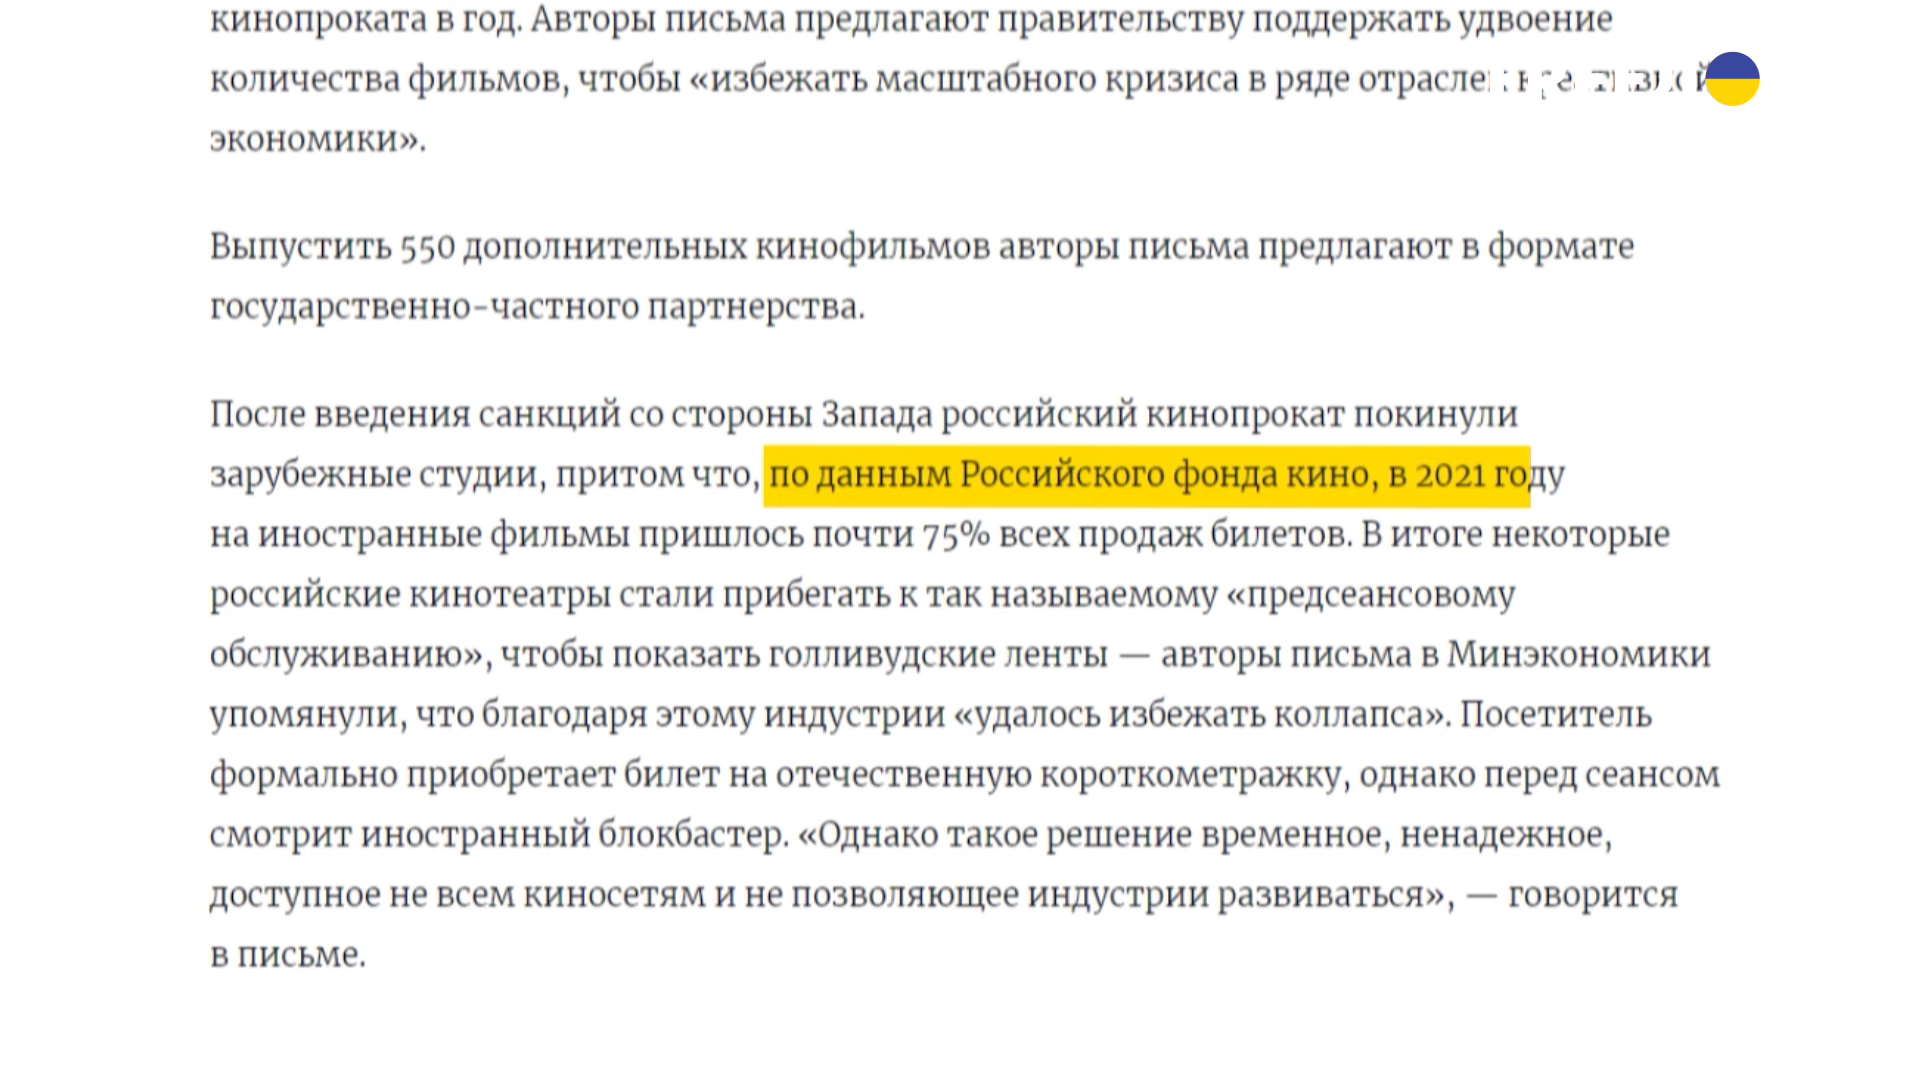 кинопроката в год. Авторы письма предлагают правительству поддержать удвоение
количества фильмов, чтобы «избежать масштабного кризиса в ряде
экономики».
Выпустить 550 дополнительных кинофильмов авторы письма предлагают в формате
государственно-частного партнерства.
После введения санкций со стороны Запада российский кинопрокат покинули
зарубежные студии, притом что, по данным Российского фонда кино, в 2021 году
на иностранные фильмы пришлось почти 75% всех продаж билетов. В итоге некоторые
российские кинотеатры стали прибегать к так называемому «предсеансовому
обслуживанию», чтобы показать голливудские ленты — авторы письма в Минэкономики
упомянули, что благодаря этому индустрии «удалось избежать коллапса». Посетитель
формально приобретает билет на отечественную короткометражку, однако перед сеансом
смотрит иностранный блокбастер. «Однако такое решение временное, ненадежное,
доступное не всем киносетям и не позволяющее индустрии развиваться», — говорится
в письме.